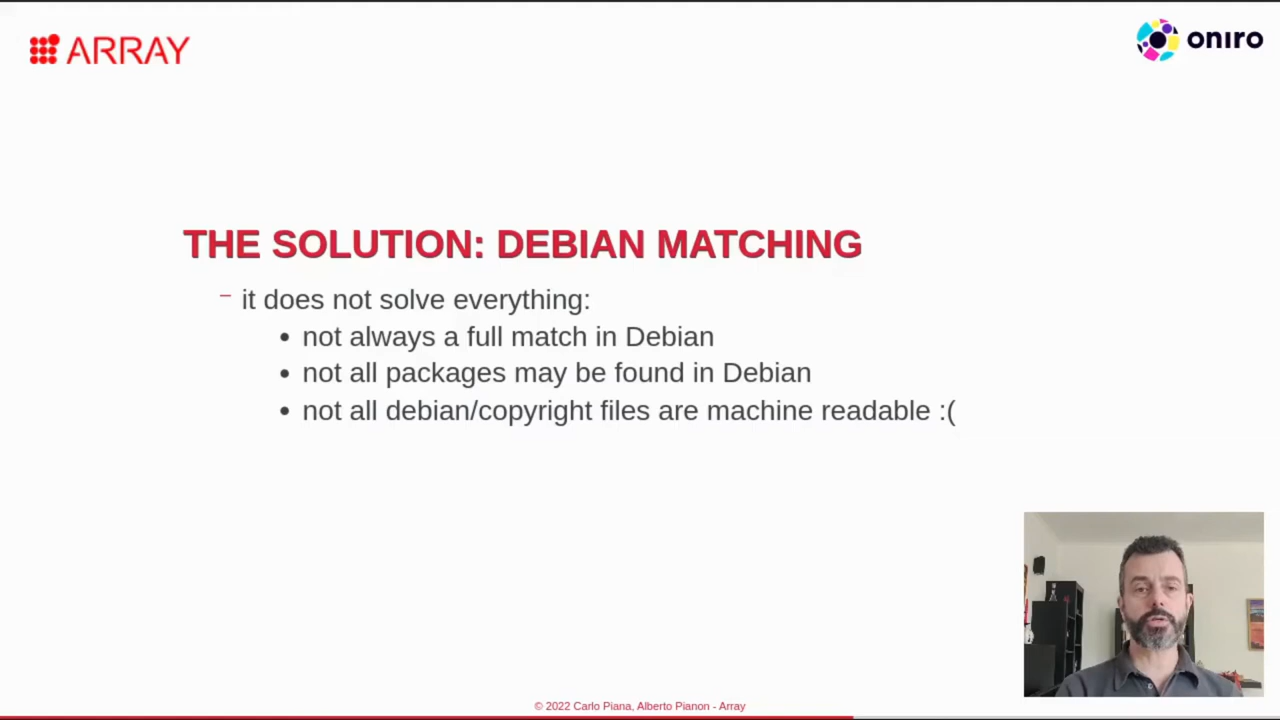 ARRAY
oniro
THE SOLUTION: DEBIAN MATCHING
– it does not solve everything:
• not always a full match in Debian
• not all packages may be found in Debian
• not all debian/copyright files are machine readable :(
© 2022 Carlo Piana, Alberto Pianon - Array